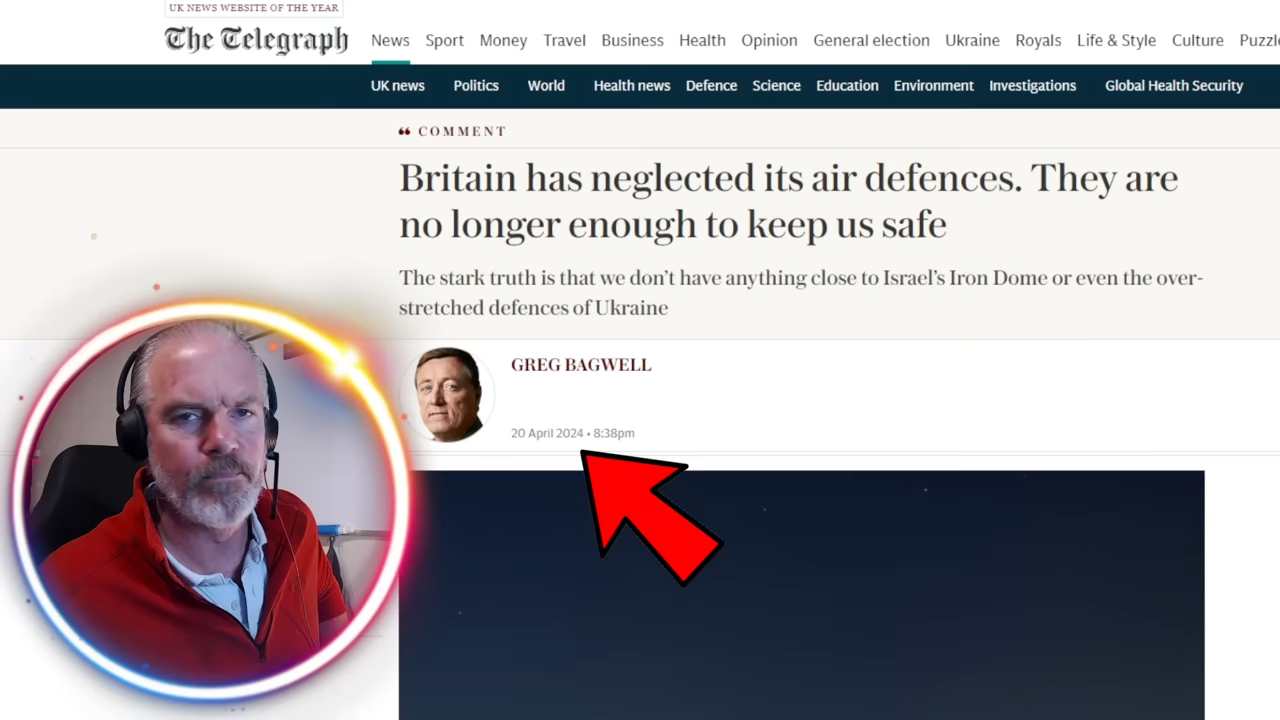 UK NEWS WEBSITE OF THE YEAR
The Telegraph
News Sport Money Travel Business Health Opinion General election Ukraine Royals Life & Style Culture
UK news Politics World Health news Defence Science Education Environment Investigations Global Health Security
❝ COMMENT
Britain has neglected its air defences. They are
no longer enough to keep us safe
The stark truth is that we don't have anything close to Israel's Iron Dome or even the over-
stretched defences of Ukraine
GREG BAGWELL
20 April 2024 • 8:38pm